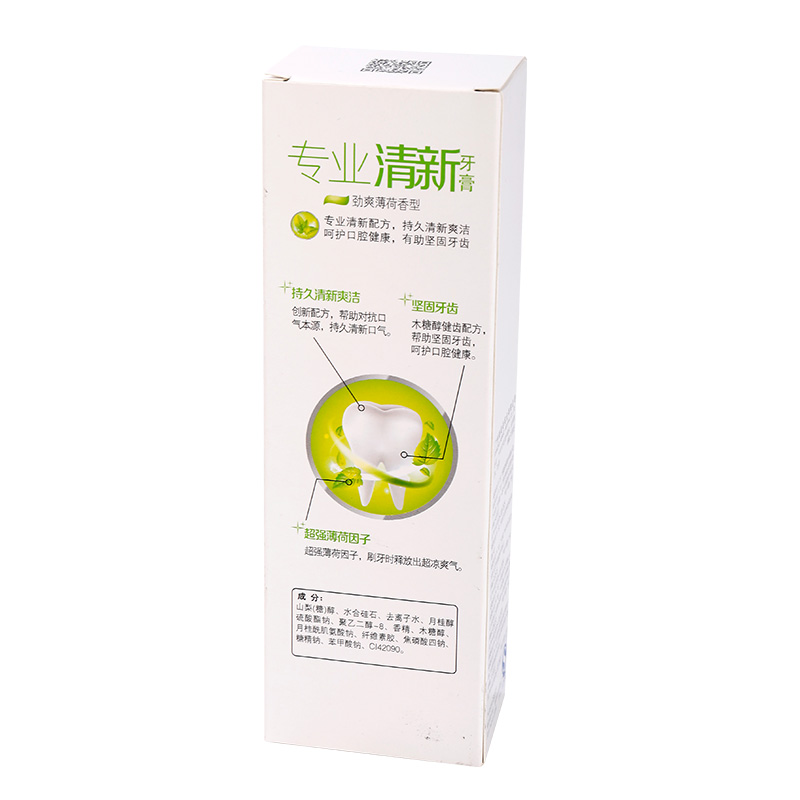 专业清新牙膏
劲爽薄荷香型
专业清新配方，持久清新爽洁
呵护口腔健康，有助坚固牙齿
持久清新爽洁
创新配方，帮助对抗口
气本源，持久清新口气。
坚固牙齿
木糖醇健齿配方，
帮助坚固牙齿，
呵护口腔健康。
超强薄荷因子
超强薄荷因子，刷牙时释放出超凉爽气。
成 分：
山梨(糖)醇、水合硅石、去离子水、月桂醇
硫酸酯钠、聚乙二醇-8、香精、木糖醇、
月桂酰肌氨酸钠、纤维素胶、焦磷酸四钠、
糖精钠、苯甲酸钠、CI42090。